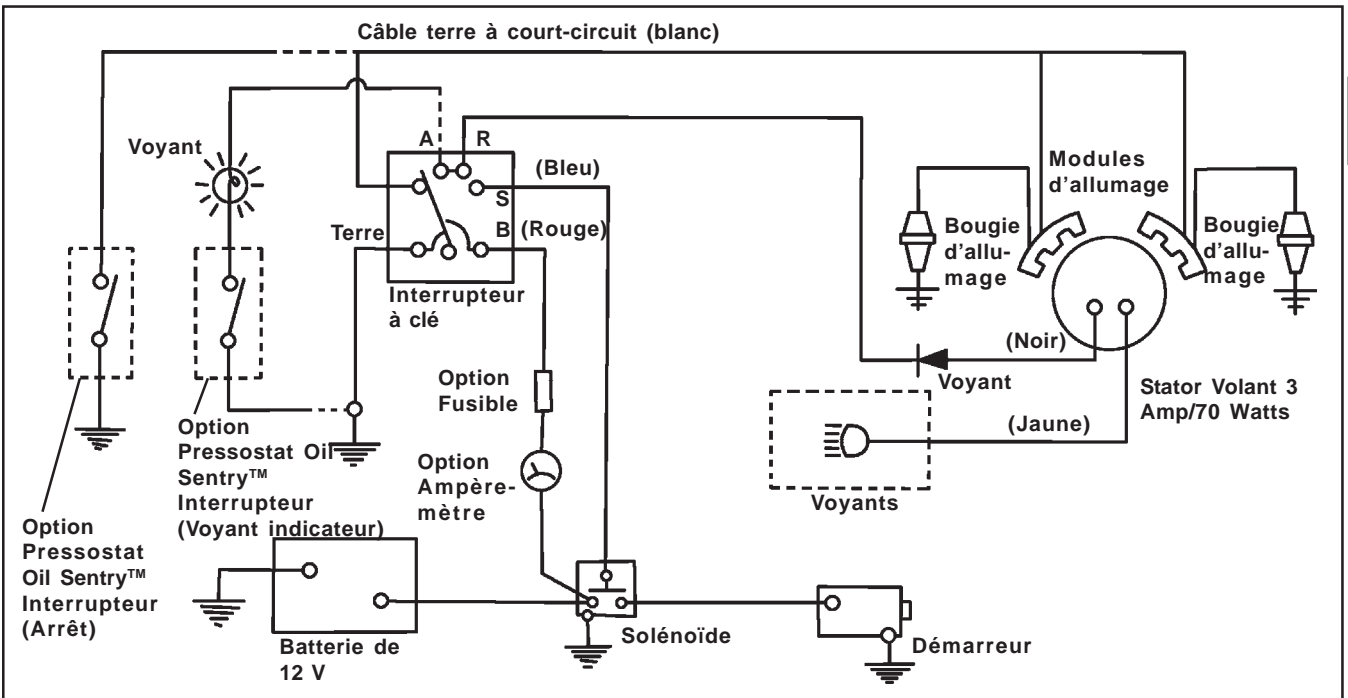 Câble terre à court-circuit (blanc)
Voyant
A
R
(Bleu)
S
B
(Rouge)
Terre
Interrupteur
à clé
Modules
d'allumage
Bougie
d'allu-
mage
Bougie
d'allu-
mage
(Noir)
Voyant
Stator Volant 3
Amp/70 Watts
(Jaune)
Voyants
Option
Fusible
Option
Ampère-
mètre
Option
Pressostat Oil
Sentry™
Interrupteur
(Voyant indicateur)
Option
Pressostat
Oil Sentry™
Interrupteur
(Arrêt)
Batterie de
12 V
Solénoïde
Démarreur